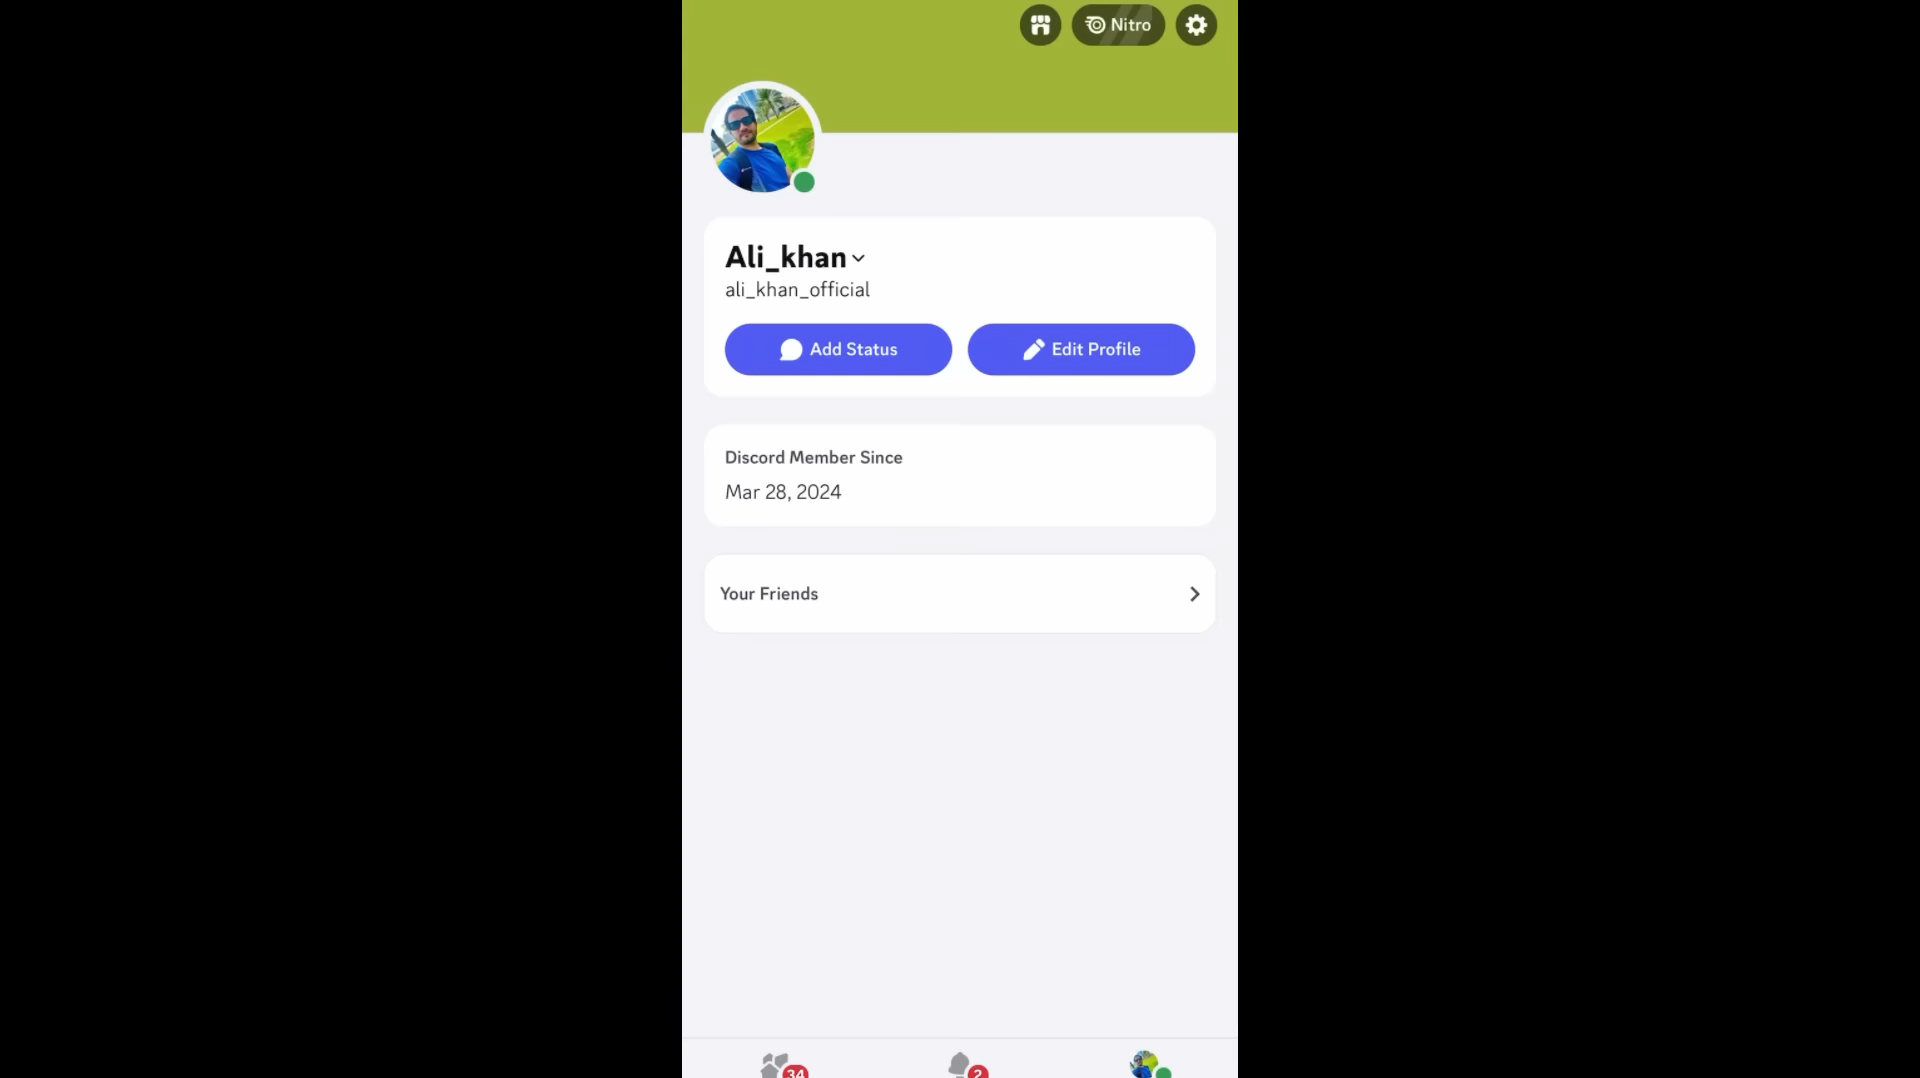 Nitro
Ali_khan
ali_khan_official
Add Status
Edit Profile
Discord Member Since
Mar 28, 2024
Your Friends
34
2